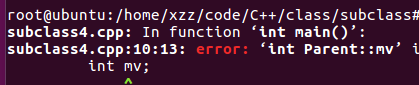 root@ubuntu:/home/xzz/code/C++/class/subclass#
subclass4.cpp: In function ‘int main()’:
subclass4.cpp:10:13: error: ‘int Parent::mv’ i
int mv;
^